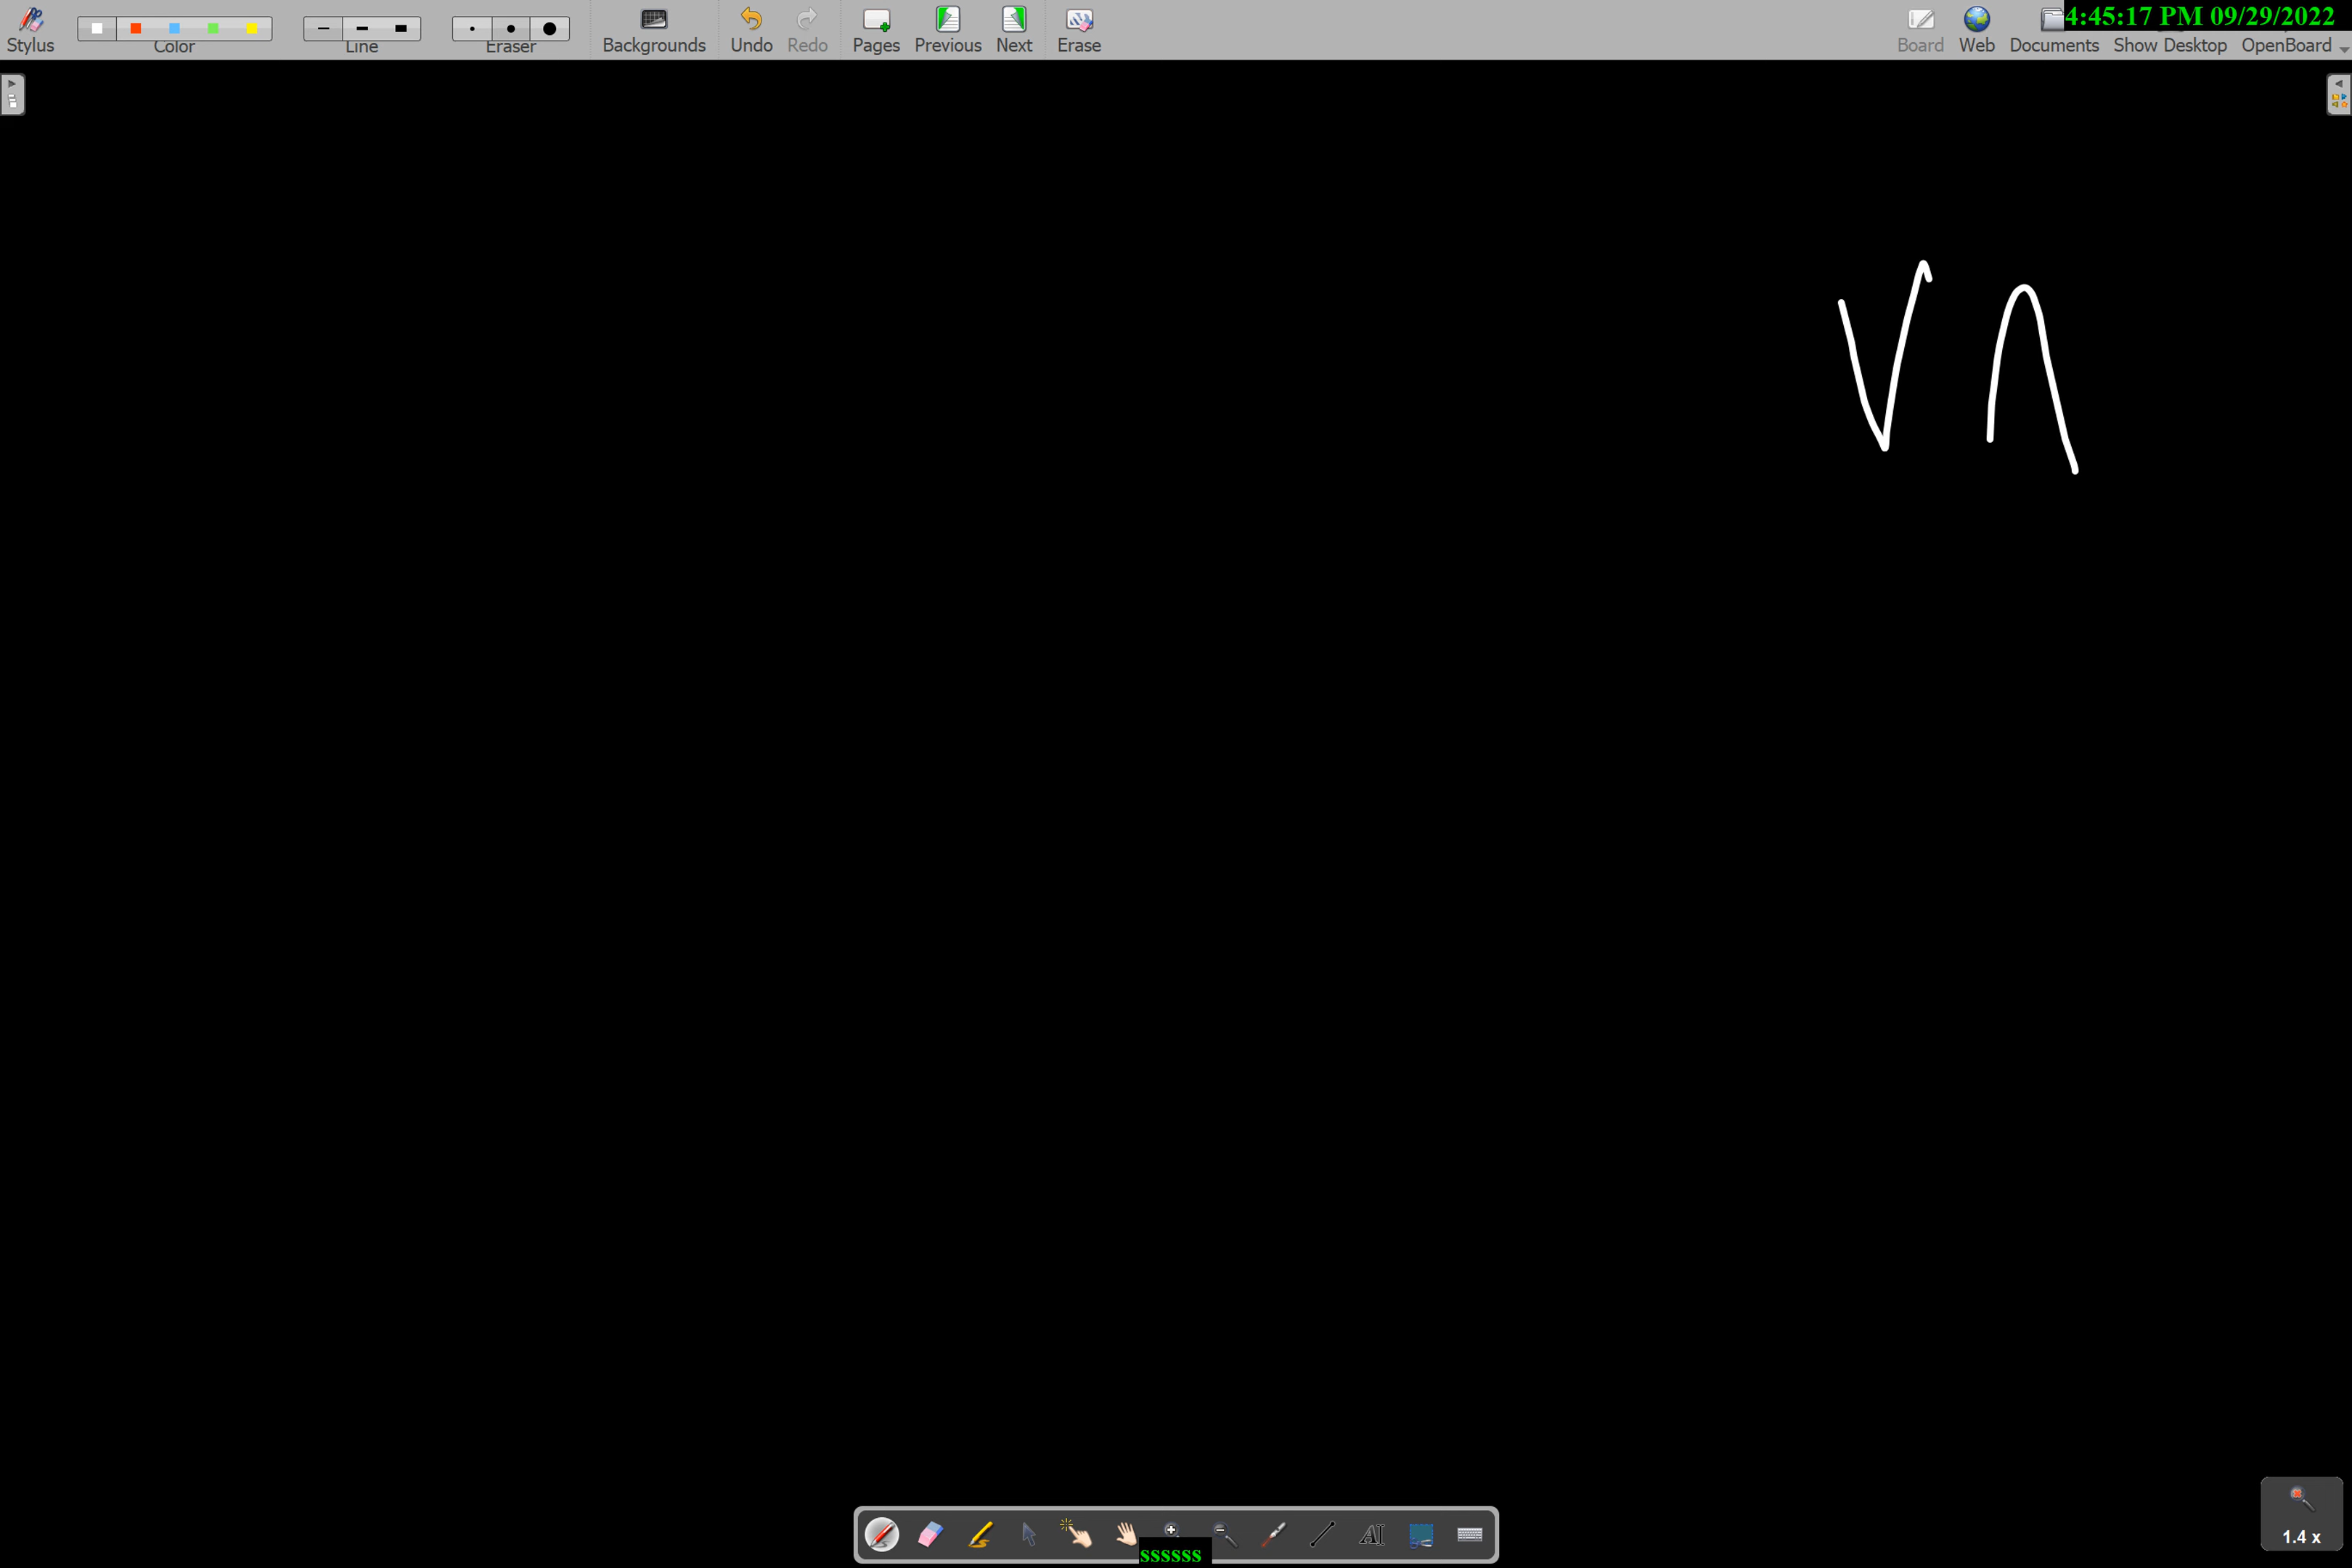 4:45:17 PM 09/29/2022
Stylus Color Line Eraser Backgrounds Undo Redo Pages Previous Next Erase Board Web Documents Show Desktop OpenBoard
V Λ
AI
ssssss
1.4 x